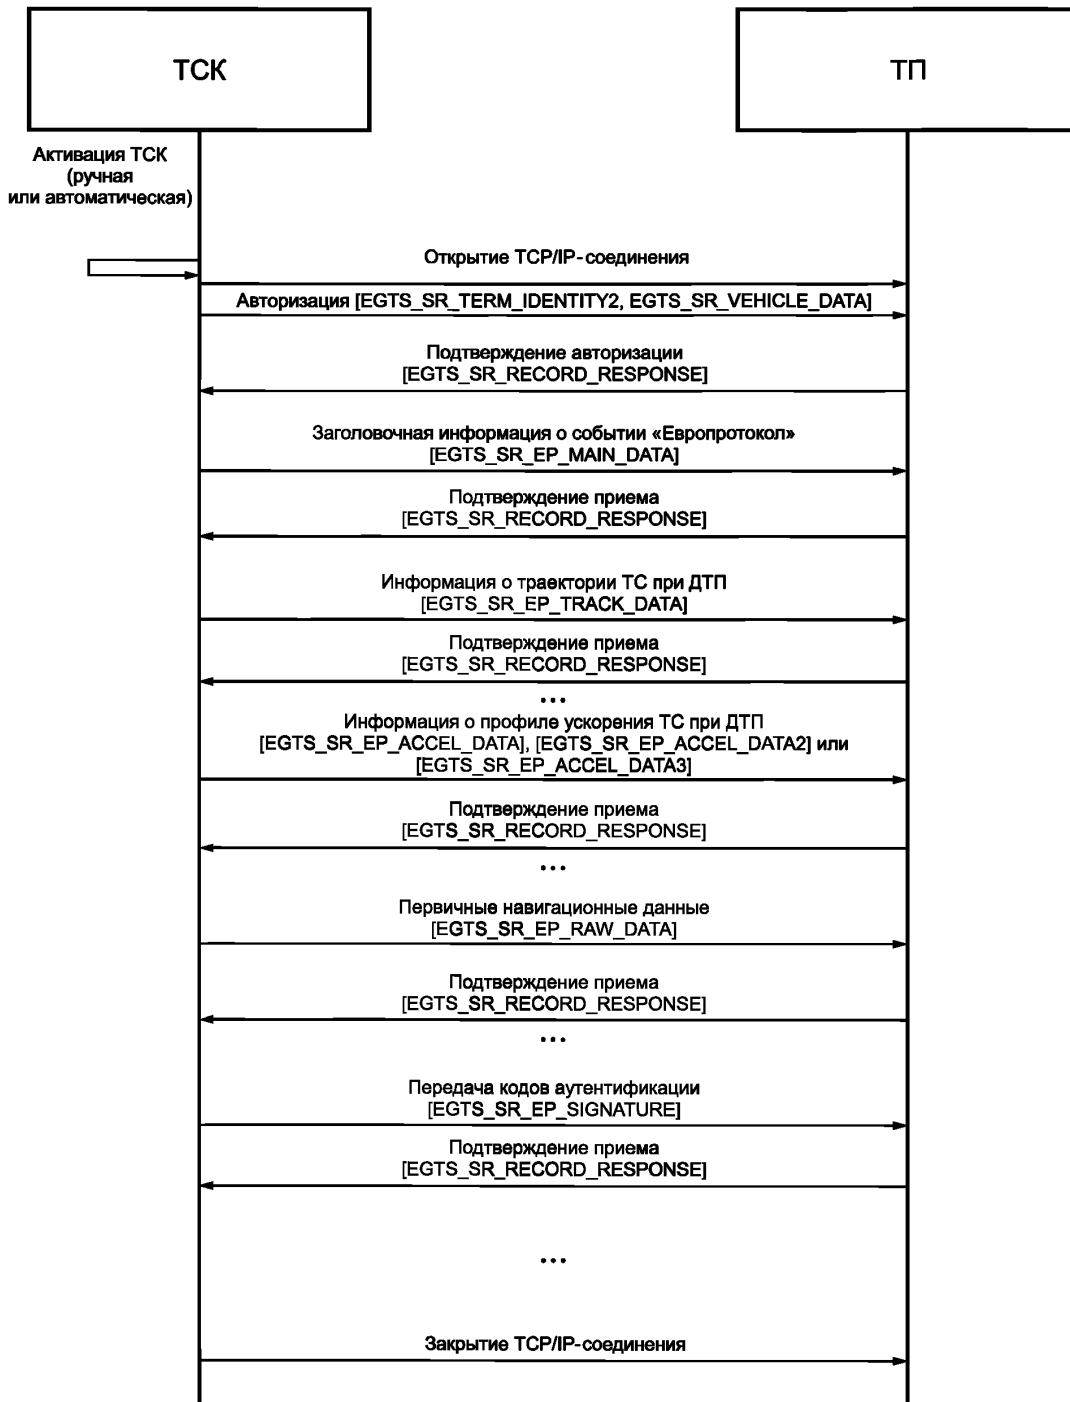 ТСК
ТП
Активация ТСК
(ручная
или автоматическая)
Открытие TCP/IP-соединения
Авторизация [EGTS_SR_TERM_IDENTITY2, EGTS_SR_VEHICLE_DATA]
Подтверждение авторизации
[EGTS_SR_RECORD_RESPONSE]
Заголовочная информация о событии «Европротокол»
[EGTS_SR_EP_MAIN_DATA]
Подтверждение приема
[EGTS_SR_RECORD_RESPONSE]
Информация о траектории ТС при ДТП
[EGTS_SR_EP_TRACK_DATA]
Подтверждение приема
[EGTS_SR_RECORD_RESPONSE]
...
Информация о профиле ускорения ТС при ДТП
[EGTS_SR_EP_ACCEL_DATA], [EGTS_SR_EP_ACCEL_DATA2] или
[EGTS_SR_EP_ACCEL_DATA3]
Подтверждение приема
[EGTS_SR_RECORD_RESPONSE]
...
Первичные навигационные данные
[EGTS_SR_EP_RAW_DATA]
Подтверждение приема
[EGTS_SR_RECORD_RESPONSE]
...
Передача кодов аутентификации
[EGTS_SR_EP_SIGNATURE]
Подтверждение приема
[EGTS_SR_RECORD_RESPONSE]
...
Закрытие TCP/IP-соединения